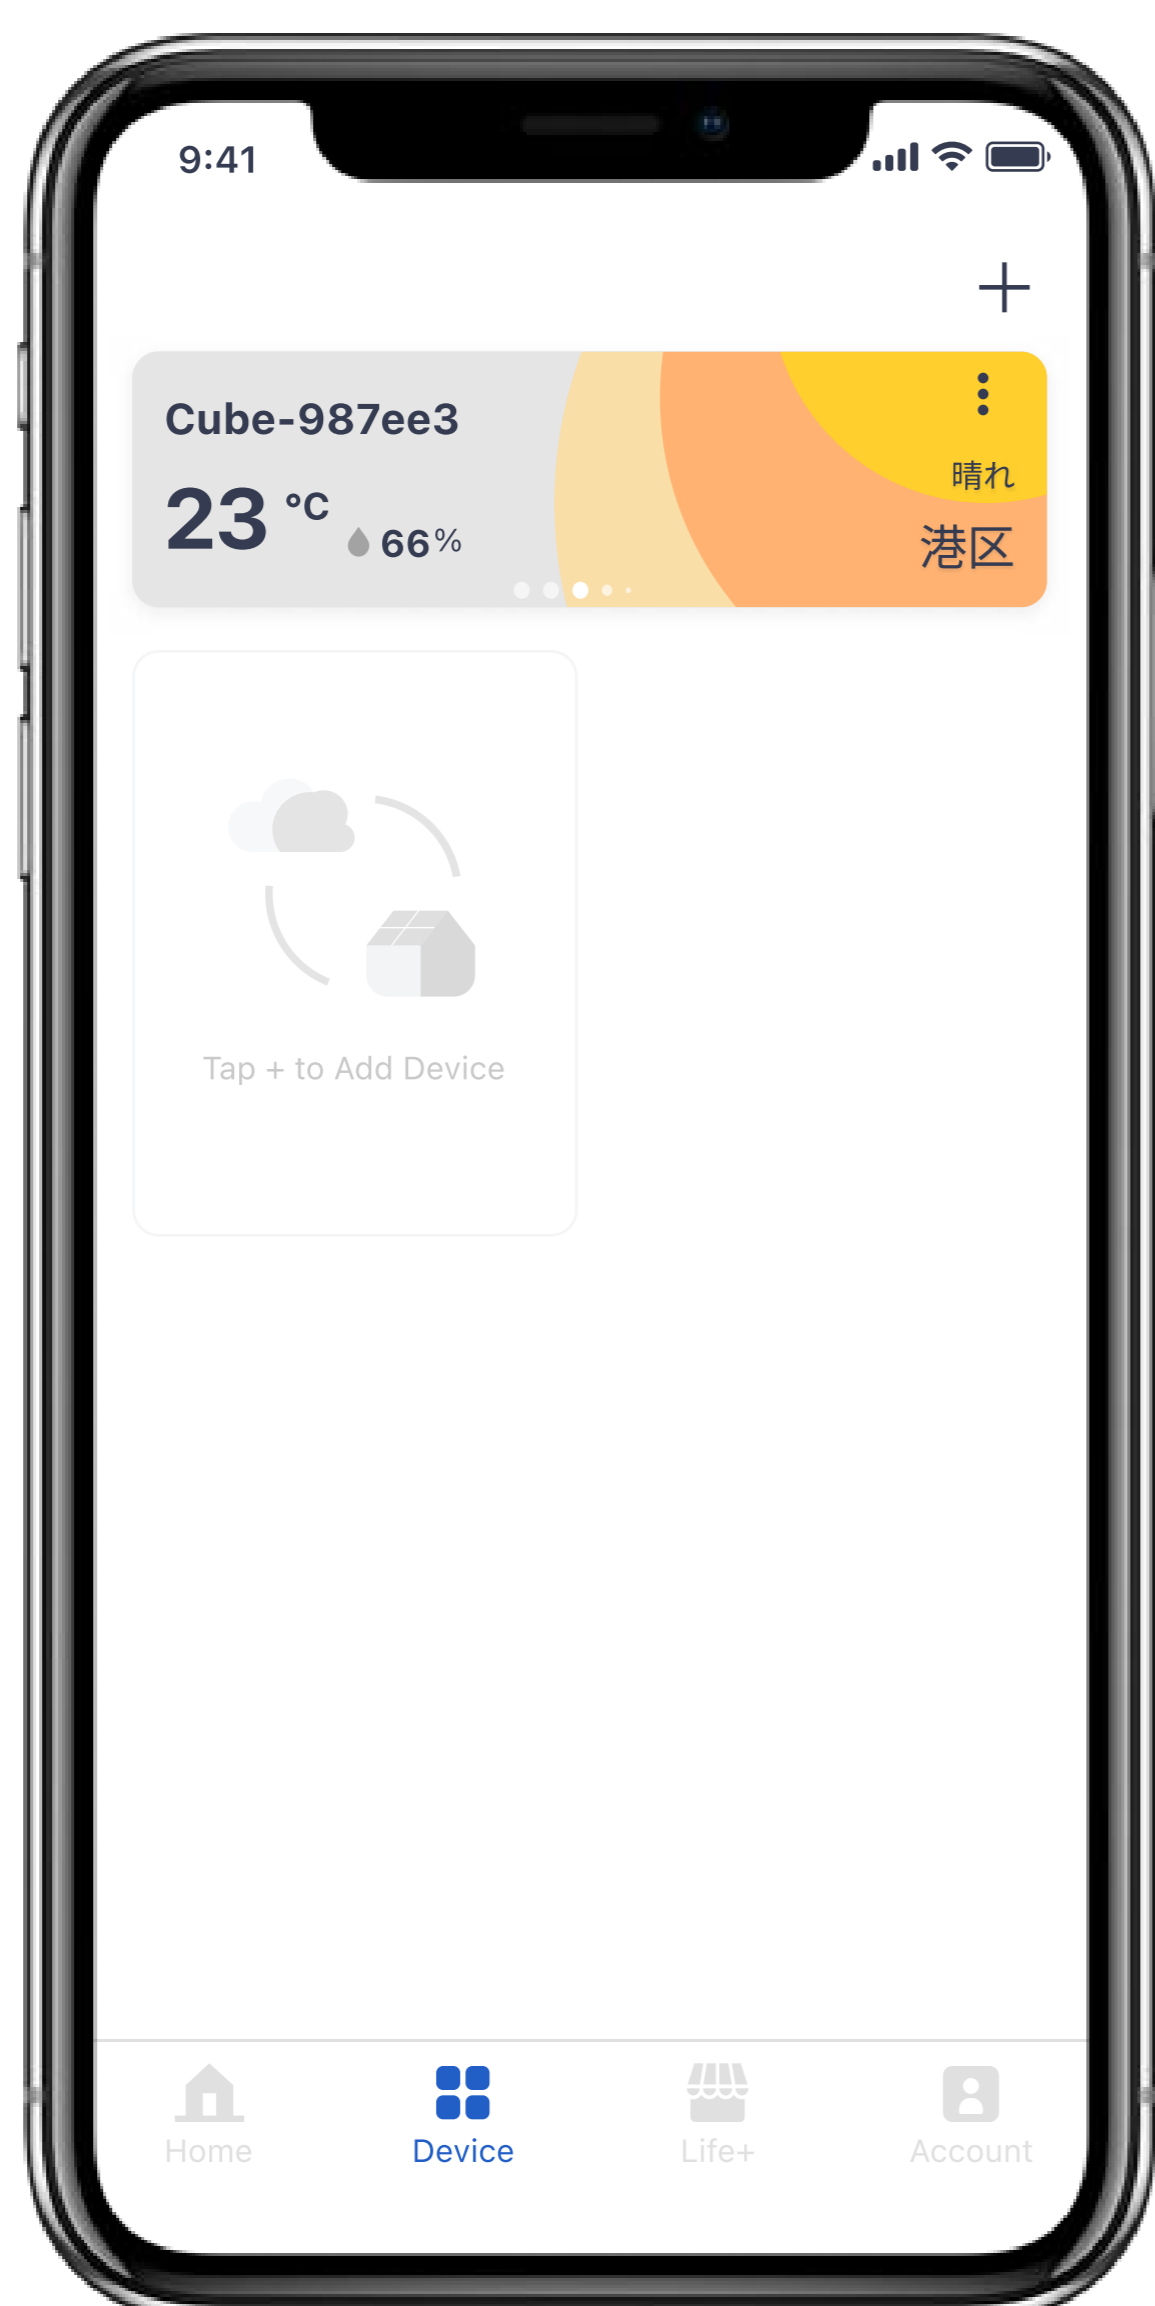 9:41
Cube-987ee3
23 °C
66%
晴れ
港区
Tap + to Add Device
Home
Device
Life+
Account